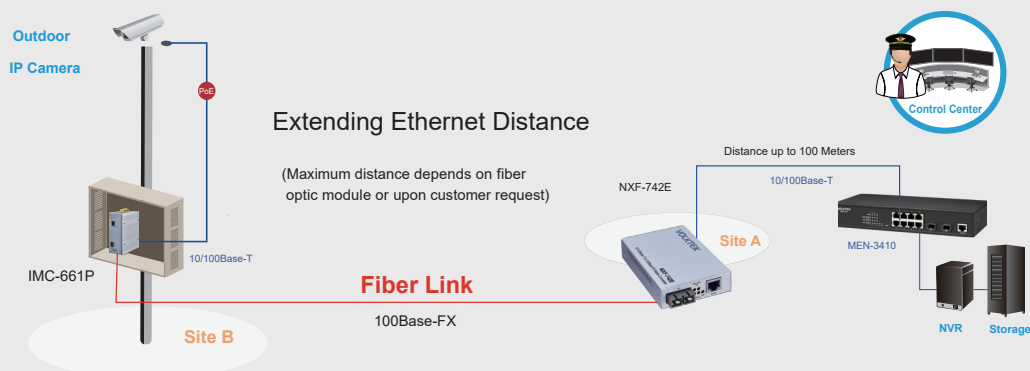 Outdoor
IP Camera
PoE
Extending Ethernet Distance
(Maximum distance depends on fiber
optic module or upon customer request)
IMC-661P
10/100Base-T
Fiber Link
100Base-FX
Site B
NXF-742E
Site A
VOLKTEK
NXF-742E
Distance up to 100 Meters
10/100Base-T
Control Center
MEN-3410
NVR
Storage